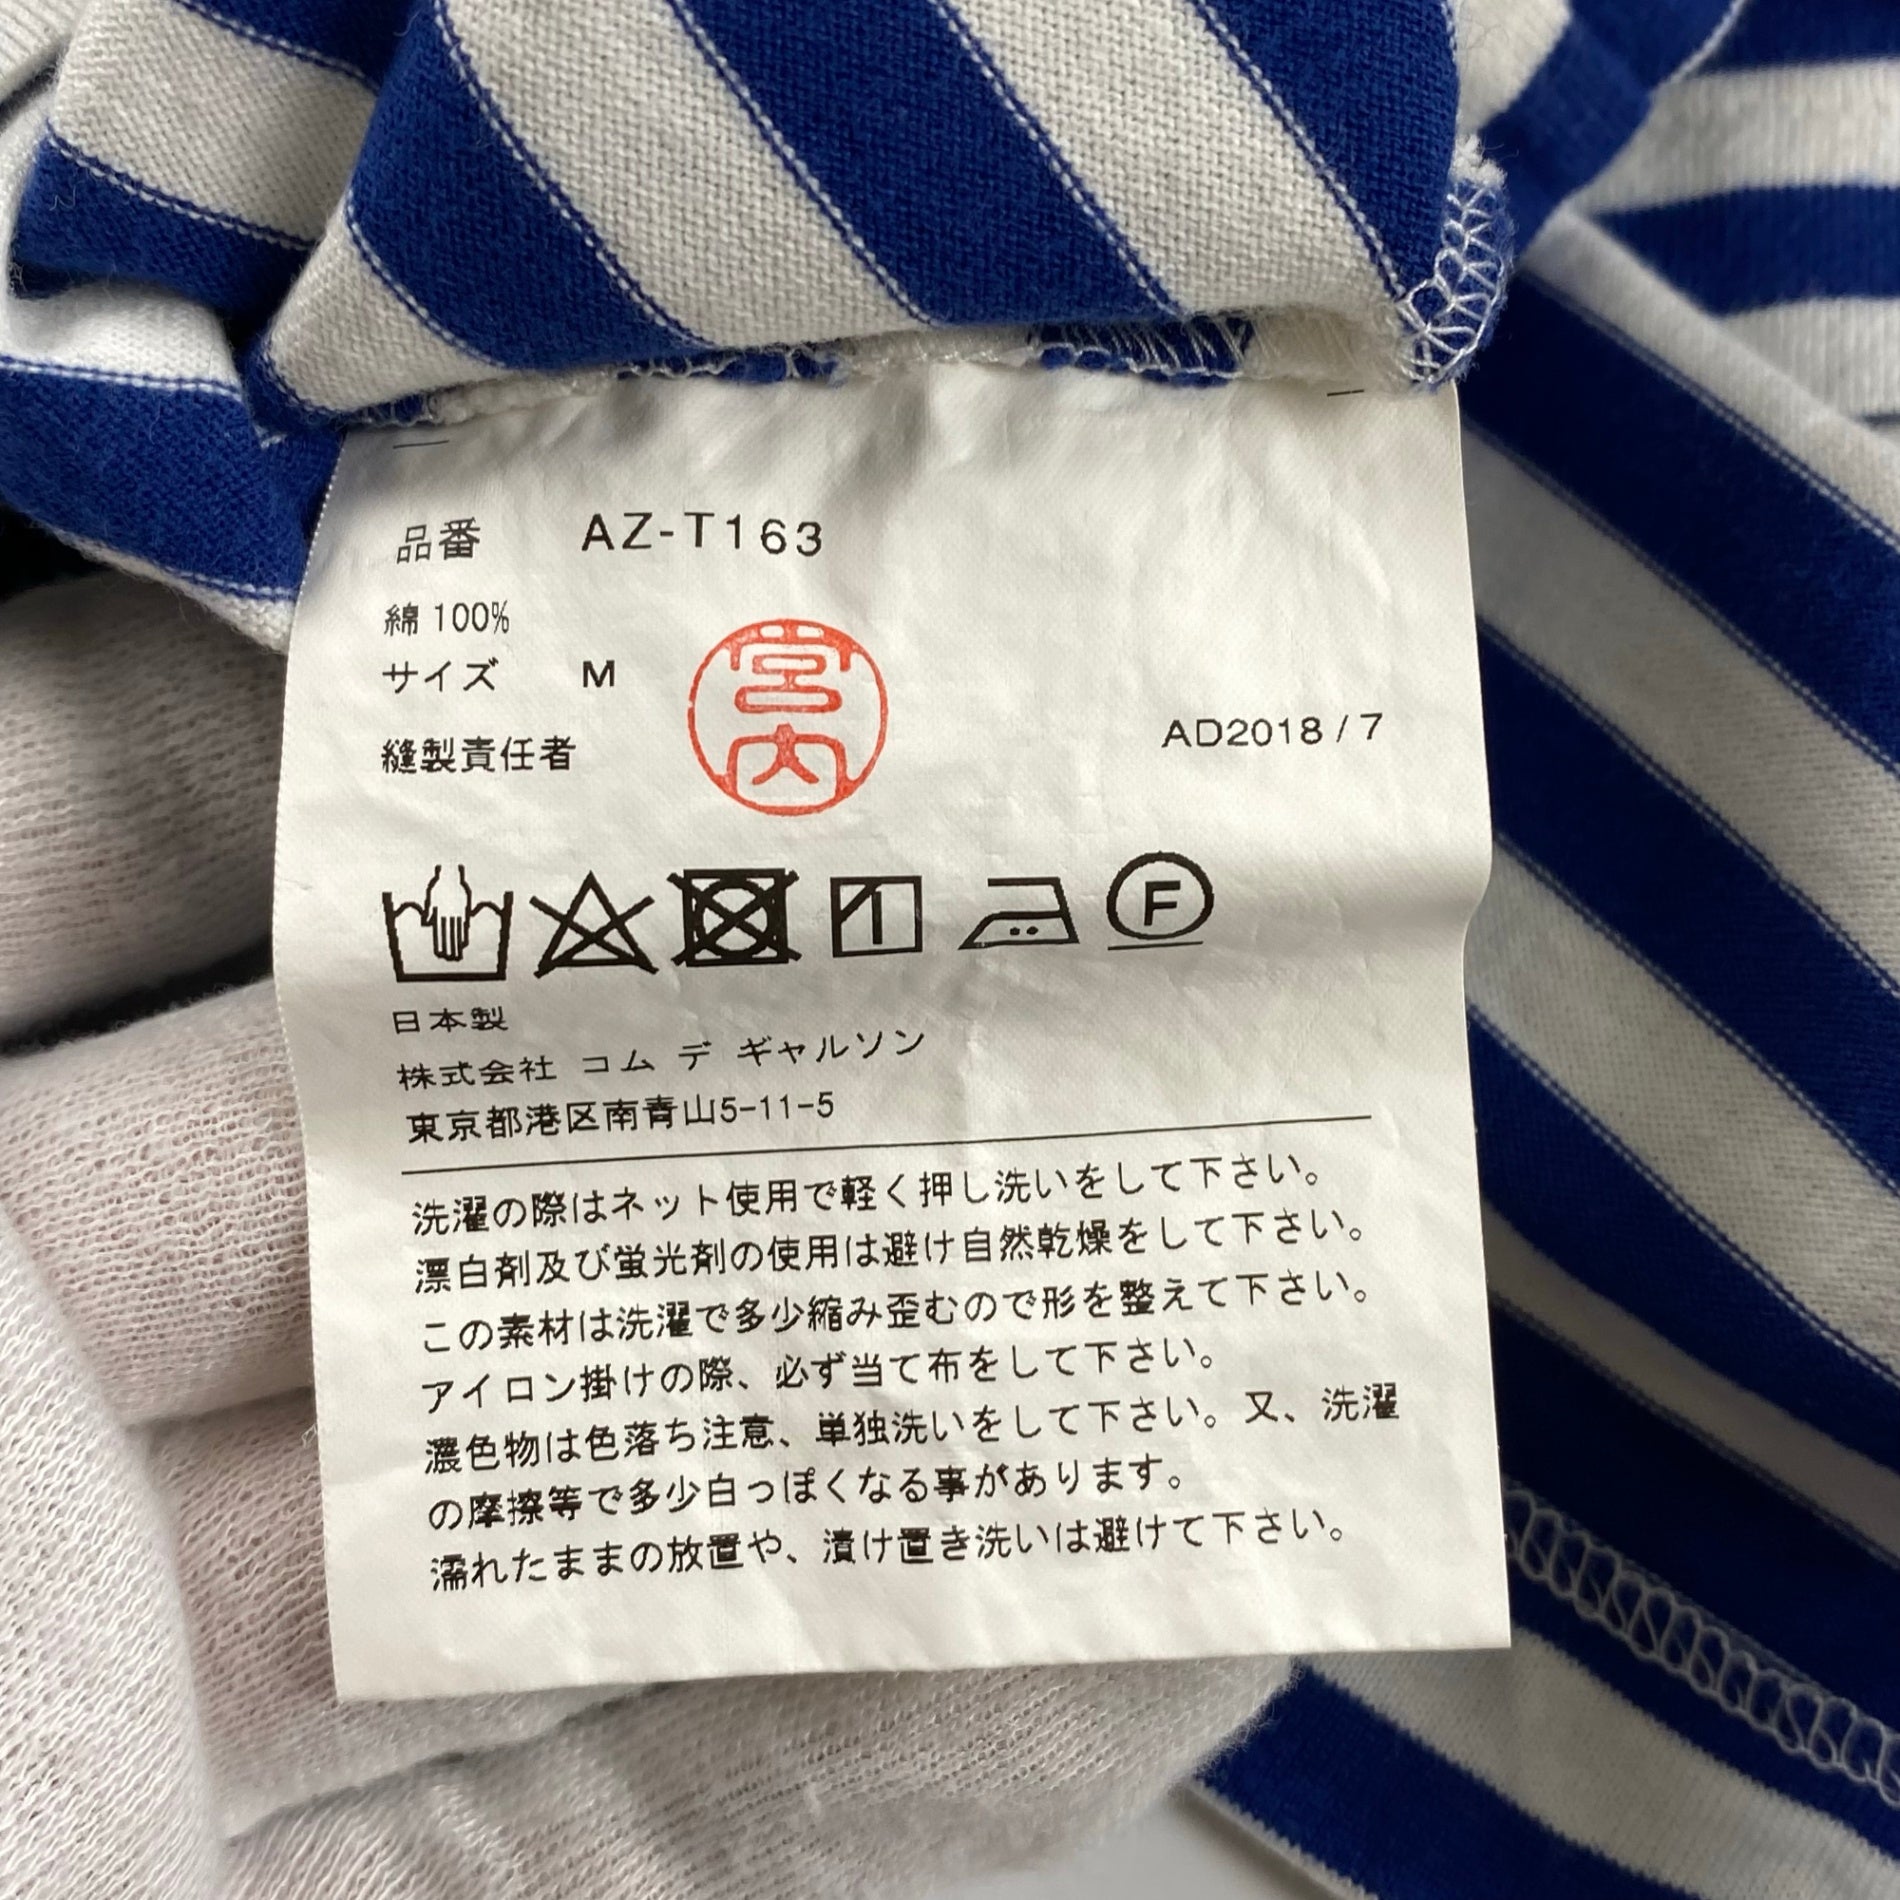 品番 AZ-T163
綿 100%
サイズ M
宮内
縫製責任者
AD2018 / 7
1
F
日本製
株式会社 コム デ ギャルソン
東京都港区南青山5-11-5
洗濯の際はネット使用で軽く押し洗いをして下さい。
漂白剤及び蛍光剤の使用は避け自然乾燥をして下さい。
この素材は洗濯で多少縮み歪むので形を整えて下さい。
アイロン掛けの際、必ず当て布をして下さい。
濃色物は色落ち注意、単独洗いをして下さい。又、洗濯
の摩擦等で多少白っぽくなる事があります。
濡れたままの放置や、漬け置き洗いは避けて下さい。